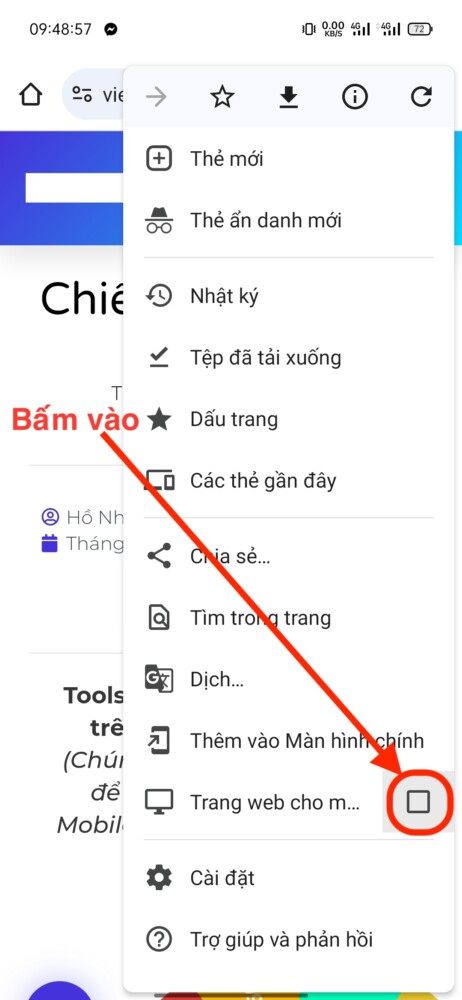 09:48:57
0.00 KB/S 4G 4G 72
vie
Thẻ mới
Thẻ ẩn danh mới
Nhật ký
Chiế
Tệp đã tải xuống
T
Bấm vào
Dấu trang
Các thẻ gần đây
Hồ Nh
Tháng
Chia sẻ...
Tìm trong trang
Dịch...
Tools
trê
Thêm vào Màn hình chính
(Chún
để
Trang web cho m...
Mobile
Cài đặt
Trợ giúp và phản hồi